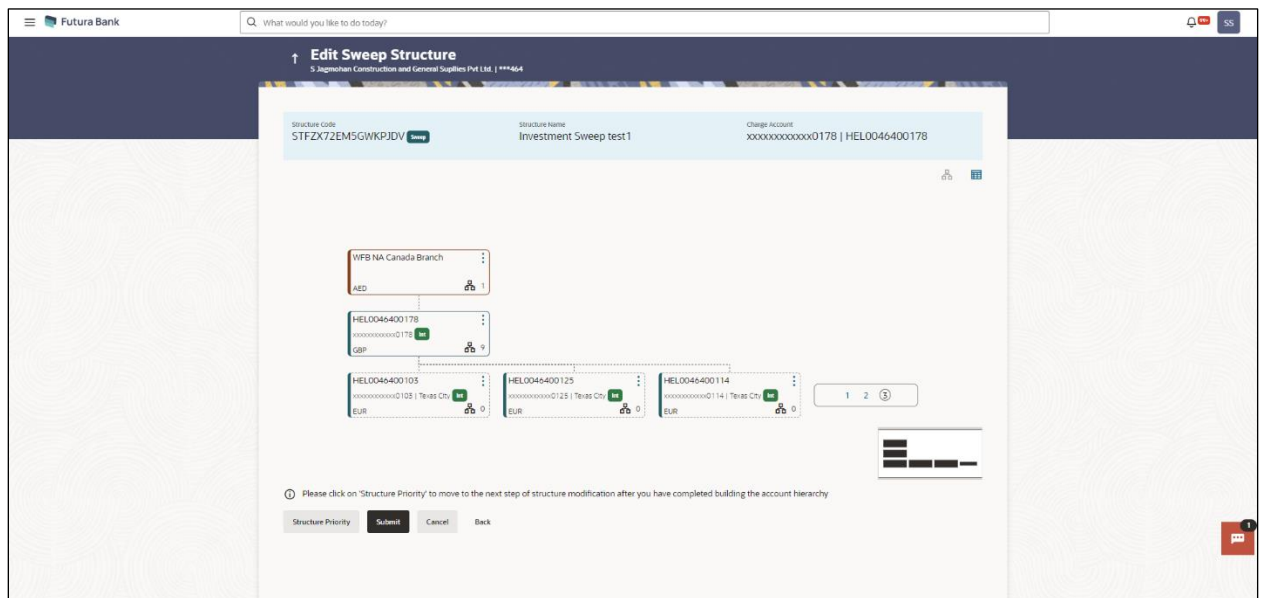 Futura Bank
What would you like to do today?
99+
SS
Edit Sweep Structure
S Jagmohan Construction and General Supllies Pvt Ltd. | ***464
Structure Code
STFZX72EM5GWKPJDV Sweep
Structure Name
Investment Sweep test1
Charge Account
xxxxxxxxxxxx0178 | HEL0046400178
WFB NA Canada Branch
AED
1
HEL0046400178
xxxxxxxxxxxx0178 Int
GBP
9
HEL0046400103
xxxxxxxxxxxx0103 | Texas City Int
EUR
0
HEL0046400125
xxxxxxxxxxxx0125 | Texas City Int
EUR
0
HEL0046400114
xxxxxxxxxxxx0114 | Texas City Int
EUR
0
1 2 3
Please click on 'Structure Priority' to move to the next step of structure modification after you have completed building the account hierarchy
Structure Priority
Submit
Cancel
Back
1